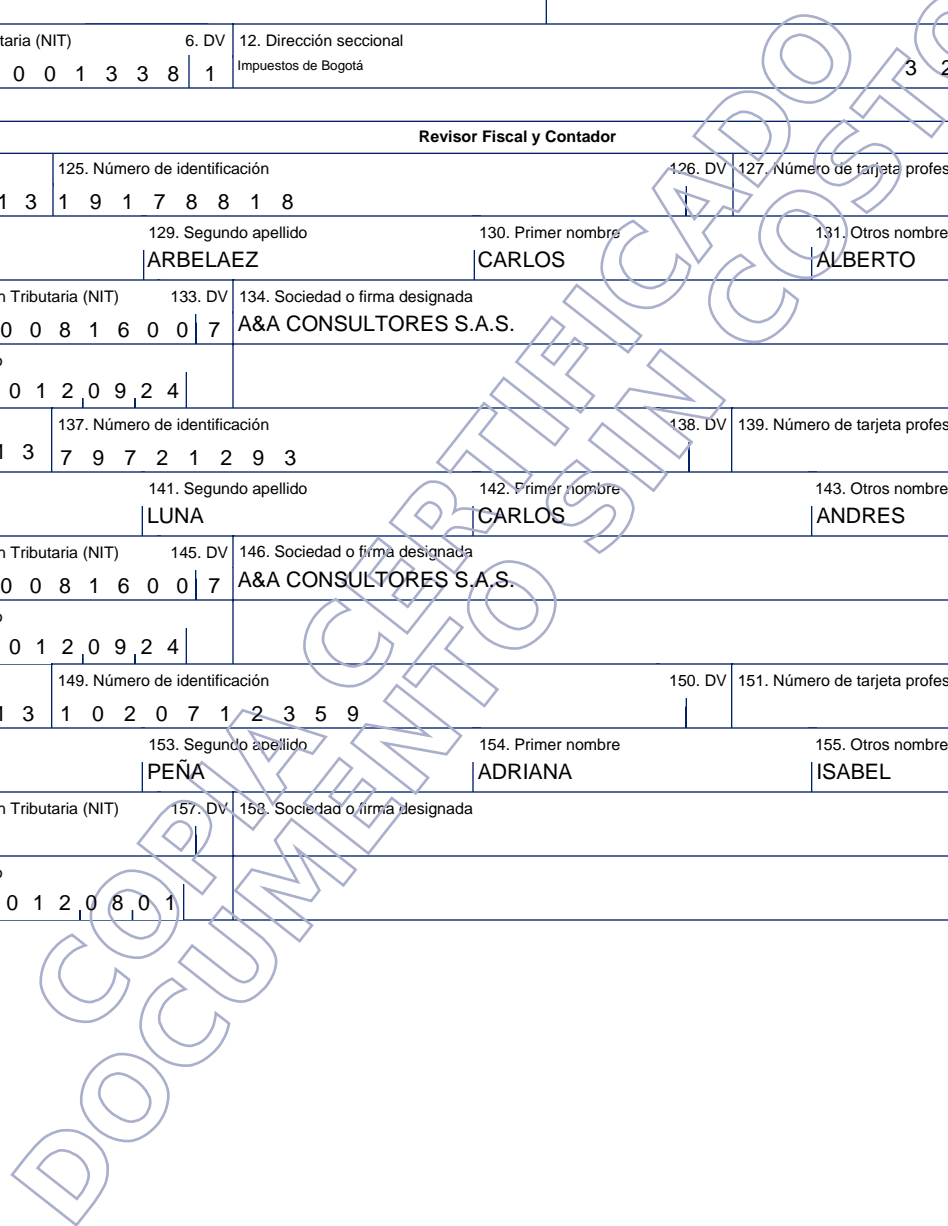 taria (NIT) 6. DV 12. Dirección seccional
0 0 1 3 3 8 1 Impuestos de Bogotá 3 2
Revisor Fiscal y Contador
125. Número de identificación 126. DV 127. Número de tarjeta profes
1 3 1 9 1 7 8 8 1 8
129. Segundo apellido 130. Primer nombre 131. Otros nombre
ARBELAEZ CARLOS ALBERTO
n Tributaria (NIT) 133. DV 134. Sociedad o firma designada
0 0 8 1 6 0 0 7 A&A CONSULTORES S.A.S.
o
0 1 2 0 9 2 4
137. Número de identificación 138. DV 139. Número de tarjeta profes
1 3 7 9 7 2 1 2 9 3
141. Segundo apellido 142. Primer nombre 143. Otros nombre
LUNA CARLOS ANDRES
n Tributaria (NIT) 145. DV 146. Sociedad o firma designada
0 0 8 1 6 0 0 7 A&A CONSULTORES S.A.S.
o
0 1 2 0 9 2 4
149. Número de identificación 150. DV 151. Número de tarjeta profes
1 3 1 0 2 0 7 1 2 3 5 9
153. Segundo apellido 154. Primer nombre 155. Otros nombre
PEÑA ADRIANA ISABEL
n Tributaria (NIT) 157. DV 158. Sociedad o firma designada
o
0 1 2 0 8 0 1
COPIA CERTIFICADO
DOCUMENTO SIN COSTO